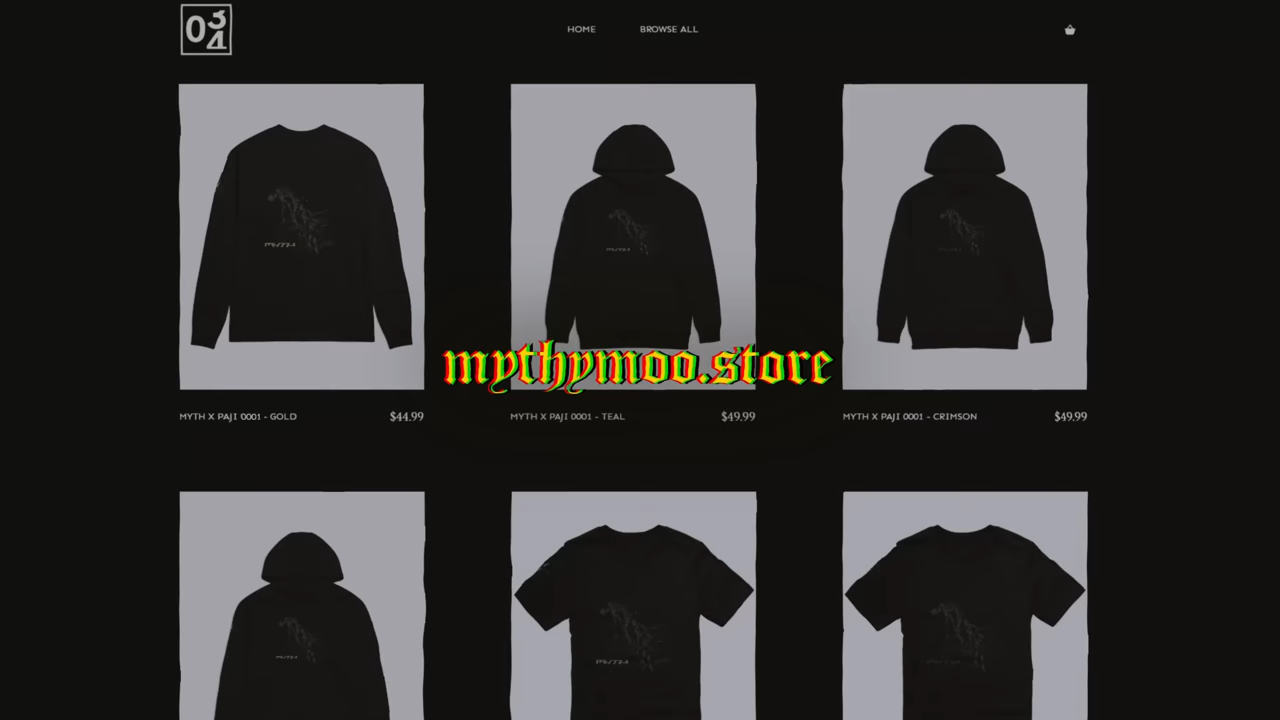 034
HOME
BROWSE ALL
mythymoo.store
MYTH X PAJI 0001 - GOLD
$44.99
MYTH X PAJI 0001 - TEAL
$49.99
MYTH X PAJI 0001 - CRIMSON
$49.99